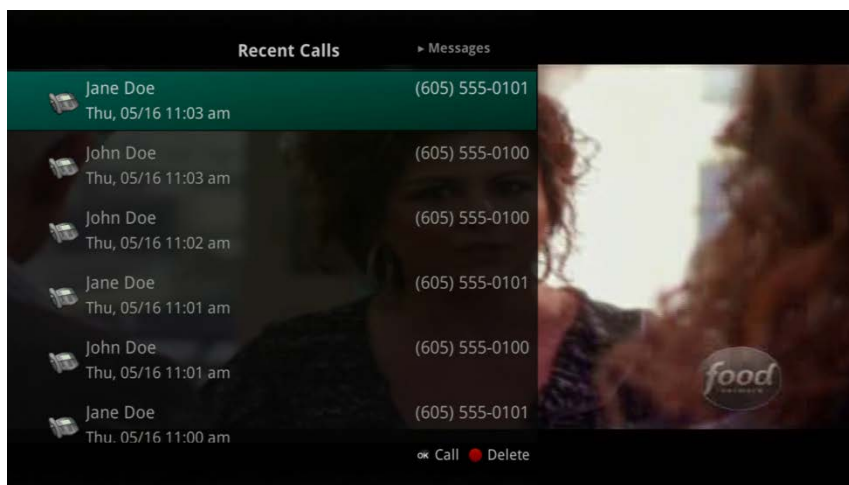 Recent Calls ▸ Messages
Jane Doe (605) 555-0101
Thu, 05/16 11:03 am
John Doe (605) 555-0100
Thu, 05/16 11:03 am
John Doe (605) 555-0100
Thu, 05/16 11:02 am
Jane Doe (605) 555-0101
Thu, 05/16 11:01 am
John Doe (605) 555-0100
Thu, 05/16 11:01 am
Jane Doe (605) 555-0101
Thu, 05/16 11:00 am
food
network
OK Call Delete